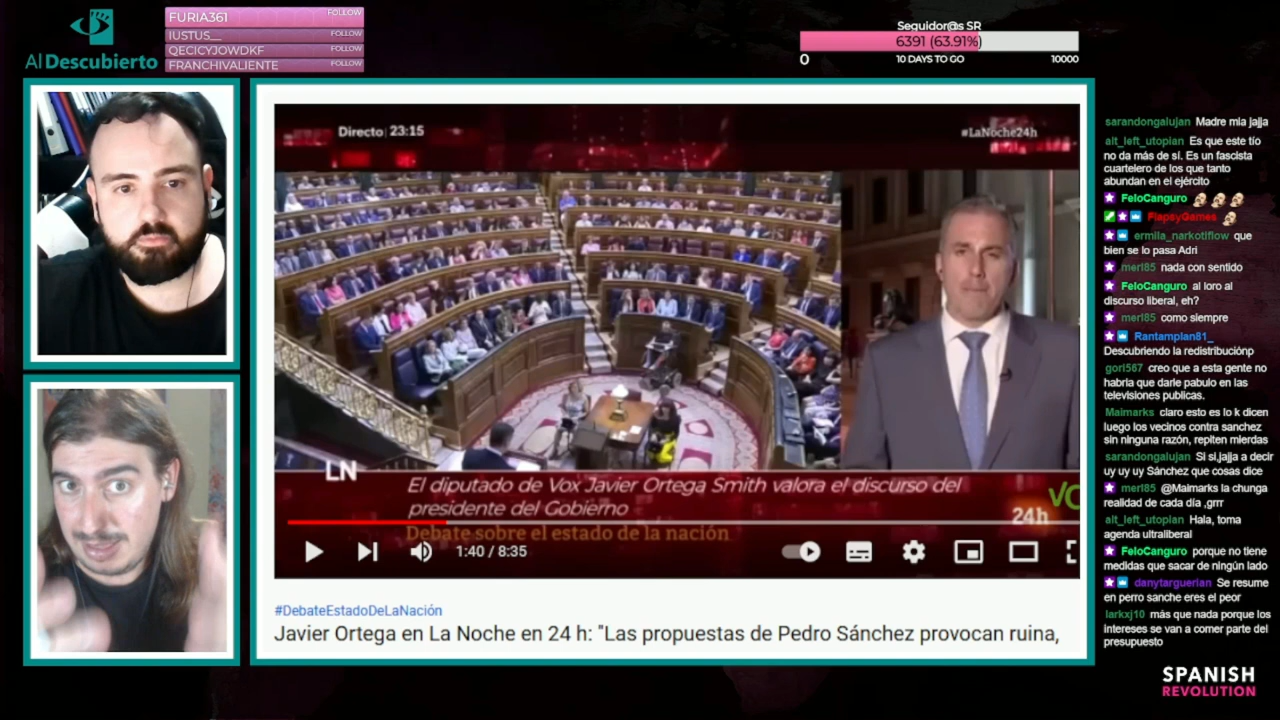 Al Descubierto
FURIA361 FOLLOW
IUSTUS__ FOLLOW
QECICYJOWDKF FOLLOW
FRANCHIVALIENTE FOLLOW
Seguidor@s SR
6391 (63.91%)
0 10 DAYS TO GO 10000
Directo 23:15
#LaNoche24h
LN
El diputado de Vox Javier Ortega Smith valora el discurso del
presidente del Gobierno
24h
Debate sobre el estado de la nación
1:40 / 8:35
#DebateEstadoDeLaNación
Javier Ortega en La Noche en 24 h: "Las propuestas de Pedro Sánchez provocan ruina,
sarandongalujan Madre mia jajja
alt_left_utopian Es que este tío
no da más de sí. Es un fascista
cuartelero de los que tanto
abundan en el ejército
FeloCanguro
FlapsyGames
ermila_narkotiflow que
bien se lo pasa Adri
merl85 nada con sentido
FeloCanguro al loro al
discurso liberal, eh?
merl85 como siempre
Rantamplan81_
Descubriendo la redistribuciónp
gorl567 creo que a esta gente no
habria que darle pabulo en las
televisiones publicas.
Maimarks claro esto es lo k dicen
luego los vecinos contra sanchez
sin ninguna razón, repiten mierdas
sarandongalujan Si si,jajja a decir
uy uy uy Sánchez que cosas dice
merl85 @Maimarks la chunga
realidad de cada día ,grrr
alt_left_utopian Hala, toma
agenda ultraliberal
FeloCanguro porque no tiene
medidas que sacar de ningún lado
danytarguerian Se resume
en perro sanche eres el peor
larkxj10 más que nada porque los
intereses se van a comer parte del
presupuesto
SPANISH
REVOLUTION